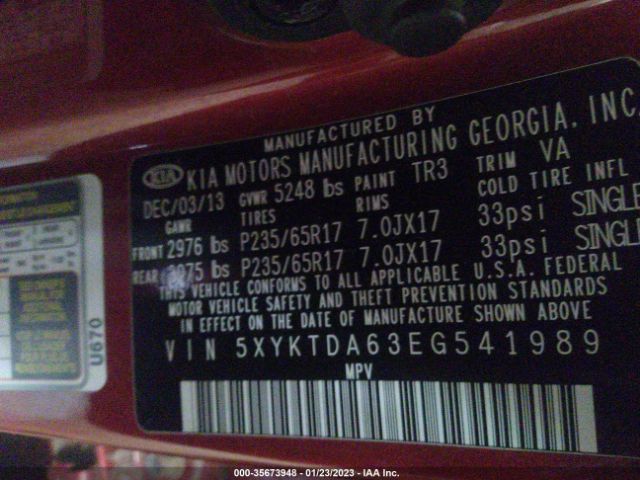 MANUFACTURED BY
KIA KIA MOTORS MANUFACTURING GEORGIA, INC
DEC/03/13 GVWR 5248 lbs PAINT TR3 TRIM VA
GAWR TIRES RIMS COLD TIRE INFL
FRONT 2976 lbs P235/65R17 7.0JX17 33psi SINGLE
REAR lbs P235/65R17 7.0JX17 33psi SINGLE
THIS VEHICLE CONFORMS TO ALL APPLICABLE U.S.A. FEDERAL
MOTOR VEHICLE SAFETY AND THEFT PREVENTION STANDARDS
IN EFFECT ON THE DATE OF MANUFACTURE SHOWN ABOVE
VIN 5XYKTDA63EG541989
MPV
U670
000-35673948 - 01/23/2023 - IAA Inc.